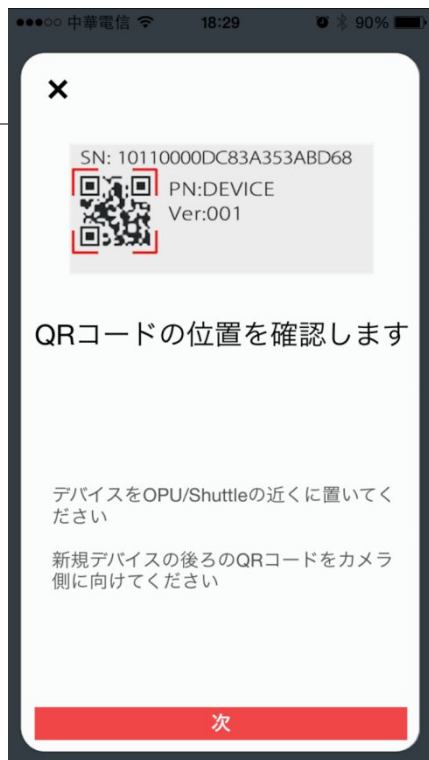 中華電信 18:29 90%
×
SN: 10110000DC83A353ABD68
PN:DEVICE
Ver:001
QRコードの位置を確認します
デバイスをOPU/Shuttleの近くに置いてく
ださい
新規デバイスの後ろのQRコードをカメラ
側に向けてください
次